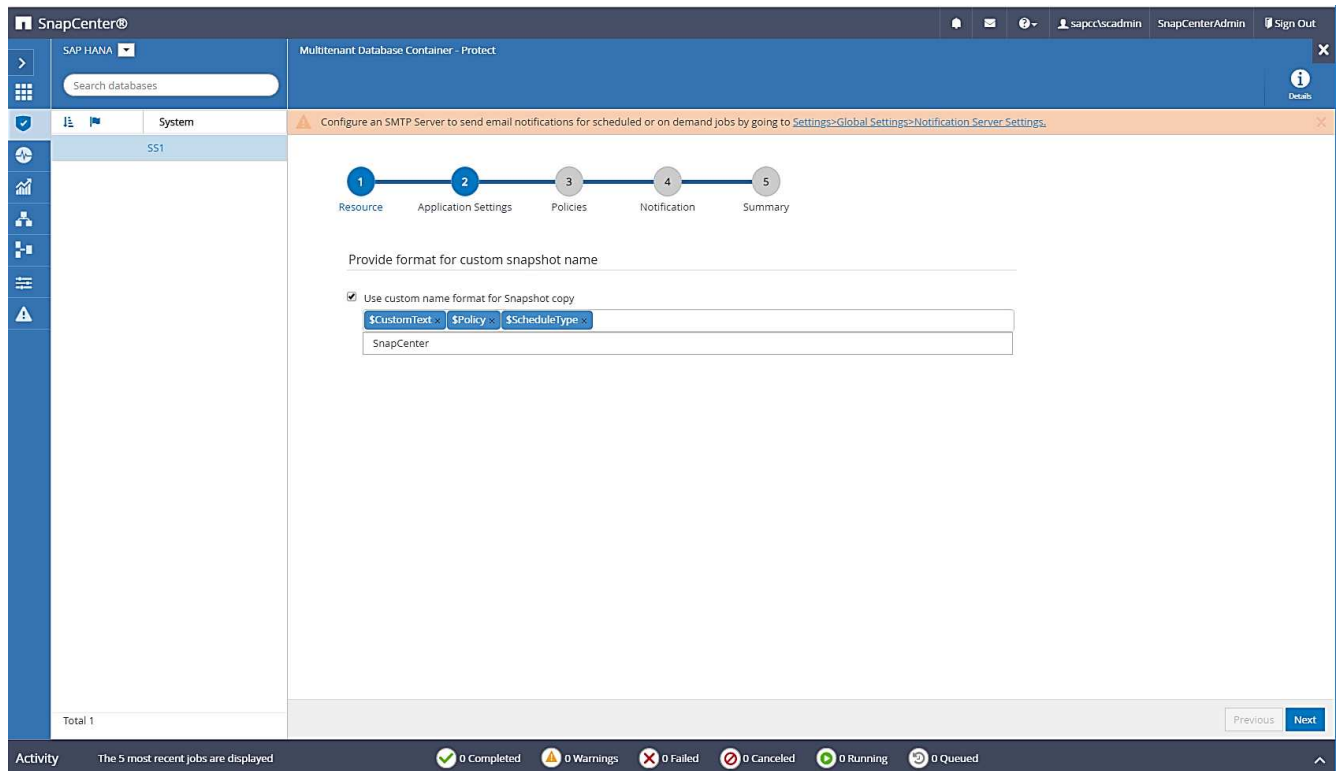 SnapCenter®
sapcc\scadmin SnapCenterAdmin Sign Out
SAP HANA
Multitenant Database Container - Protect
Search databases
Details
System
Configure an SMTP Server to send email notifications for scheduled or on demand jobs by going to Settings>Global Settings>Notification Server Settings.
SS1
1 2 3 4 5
Resource Application Settings Policies Notification Summary
Provide format for custom snapshot name
Use custom name format for Snapshot copy
$CustomText × $Policy × $ScheduleType ×
SnapCenter
Total 1
Previous Next
Activity The 5 most recent jobs are displayed 0 Completed 0 Warnings 0 Failed 0 Canceled 0 Running 0 Queued